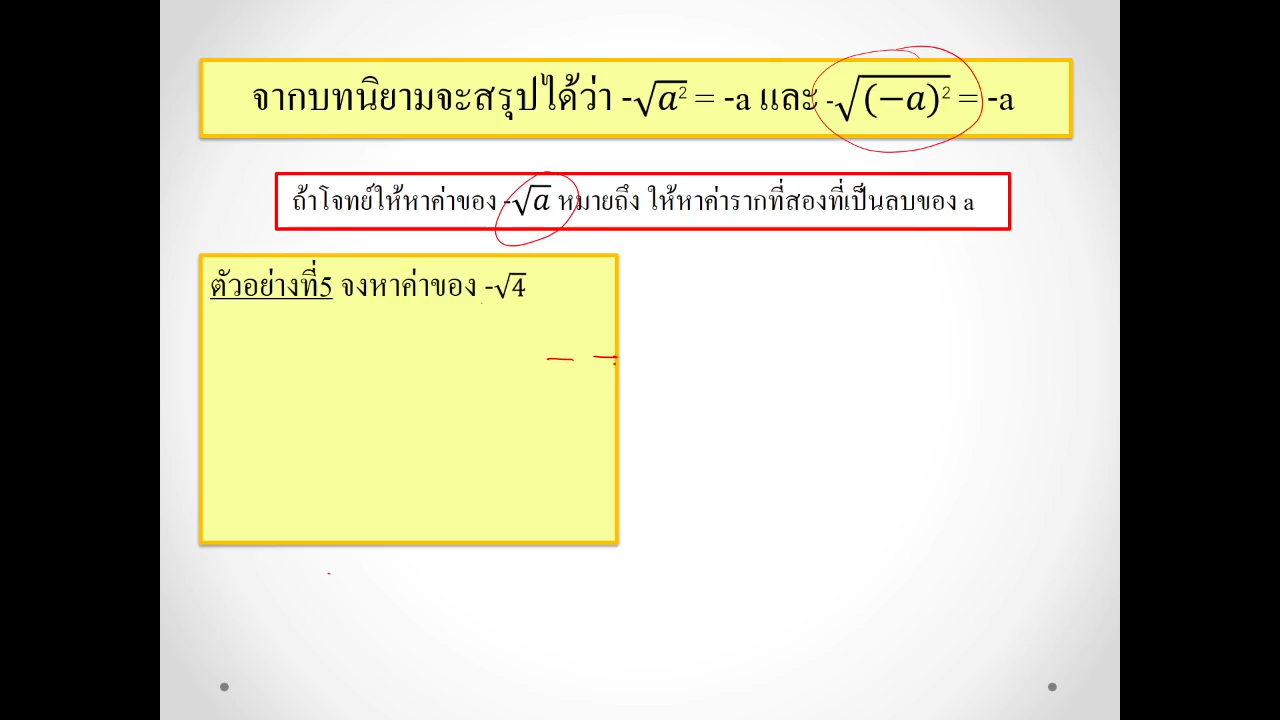 จากบทนิยามจะสรุปได้ว่า -√a² = -a และ -√(−a)² = -a
ถ้าโจทย์ให้หาค่าของ -√a หมายถึง ให้หาค่ารากที่สองที่เป็นลบของ a
ตัวอย่างที่5 จงหาค่าของ -√4